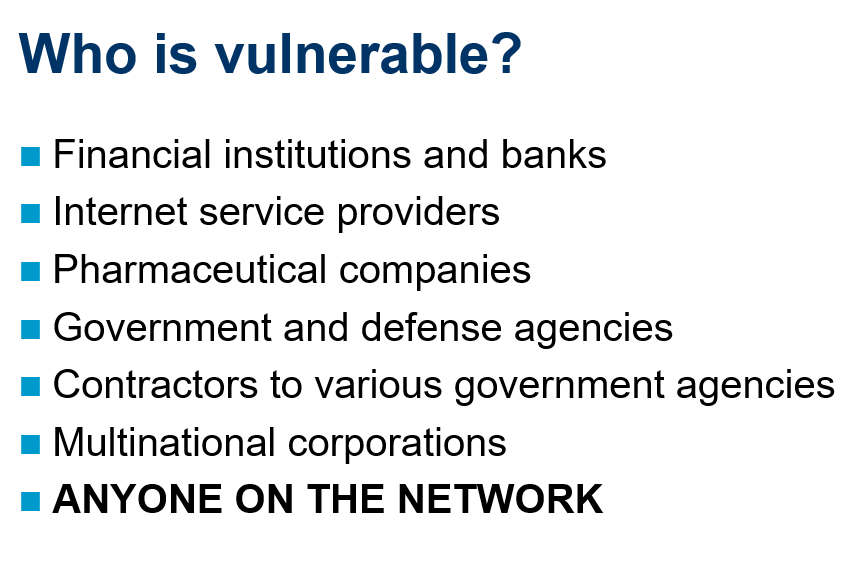 Who is vulnerable?
Financial institutions and banks
Internet service providers
Pharmaceutical companies
Government and defense agencies
Contractors to various government agencies
Multinational corporations
ANYONE ON THE NETWORK